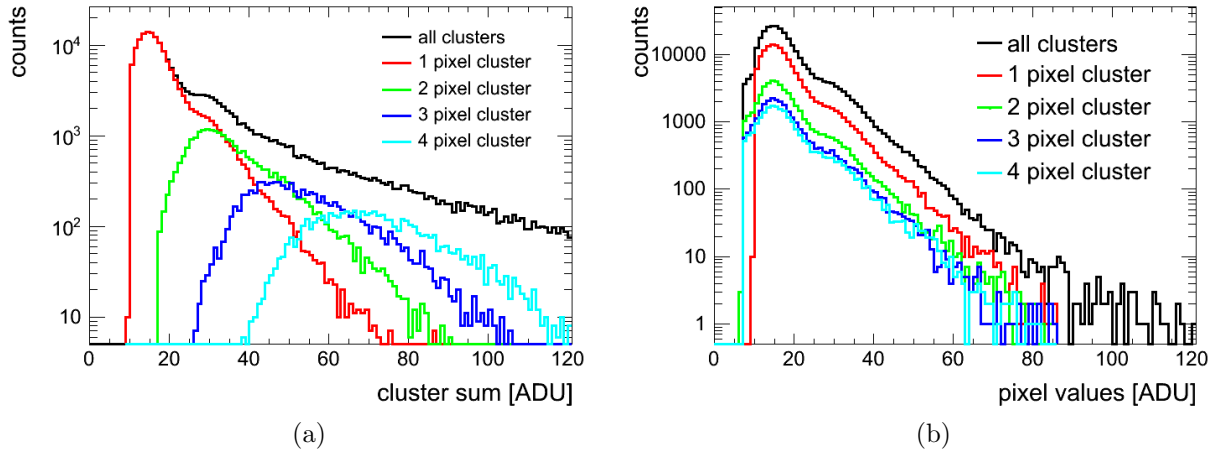 counts
10⁴
10³
10²
10
0 20 40 60 80 100 120
cluster sum [ADU]
all clusters
1 pixel cluster
2 pixel cluster
3 pixel cluster
4 pixel cluster
(a)
counts
10000
1000
100
10
1
0 20 40 60 80 100 120
pixel values [ADU]
all clusters
1 pixel cluster
2 pixel cluster
3 pixel cluster
4 pixel cluster
(b)